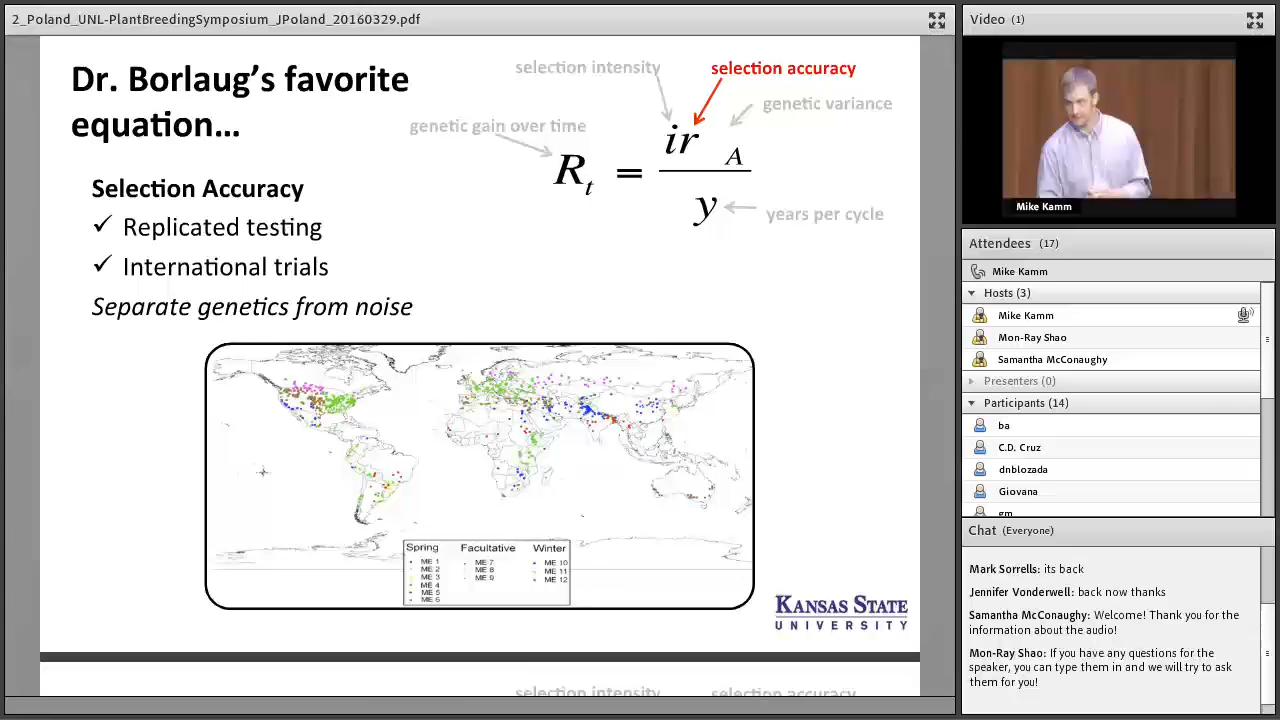 2_Poland_UNL-PlantBreedingSymposium_JPoland_20160329.pdf
Dr. Borlaug's favorite
equation...
selection intensity
selection accuracy
genetic variance
genetic gain over time
R_t = i r A / y
years per cycle
Selection Accuracy
✓ Replicated testing
✓ International trials
Separate genetics from noise
Spring Facultative Winter
ME 1 ME 7 ME 10
ME 2 ME 8 ME 11
ME 3 ME 9 ME 12
ME 4
ME 5
ME 6
KANSAS STATE
UNIVERSITY
selection intensity selection accuracy
Video (1)
Mike Kamm
Attendees (17)
Mike Kamm
Hosts (3)
Mike Kamm
Mon-Ray Shao
Samantha McConaughy
Presenters (0)
Participants (14)
ba
C.D. Cruz
dnblozada
Giovana
gm
Chat (Everyone)
Mark Sorrells: its back
Jennifer Vonderwell: back now thanks
Samantha McConaughy: Welcome! Thank you for the
information about the audio!
Mon-Ray Shao: If you have any questions for the
speaker, you can type them in and we will try to ask
them for you!